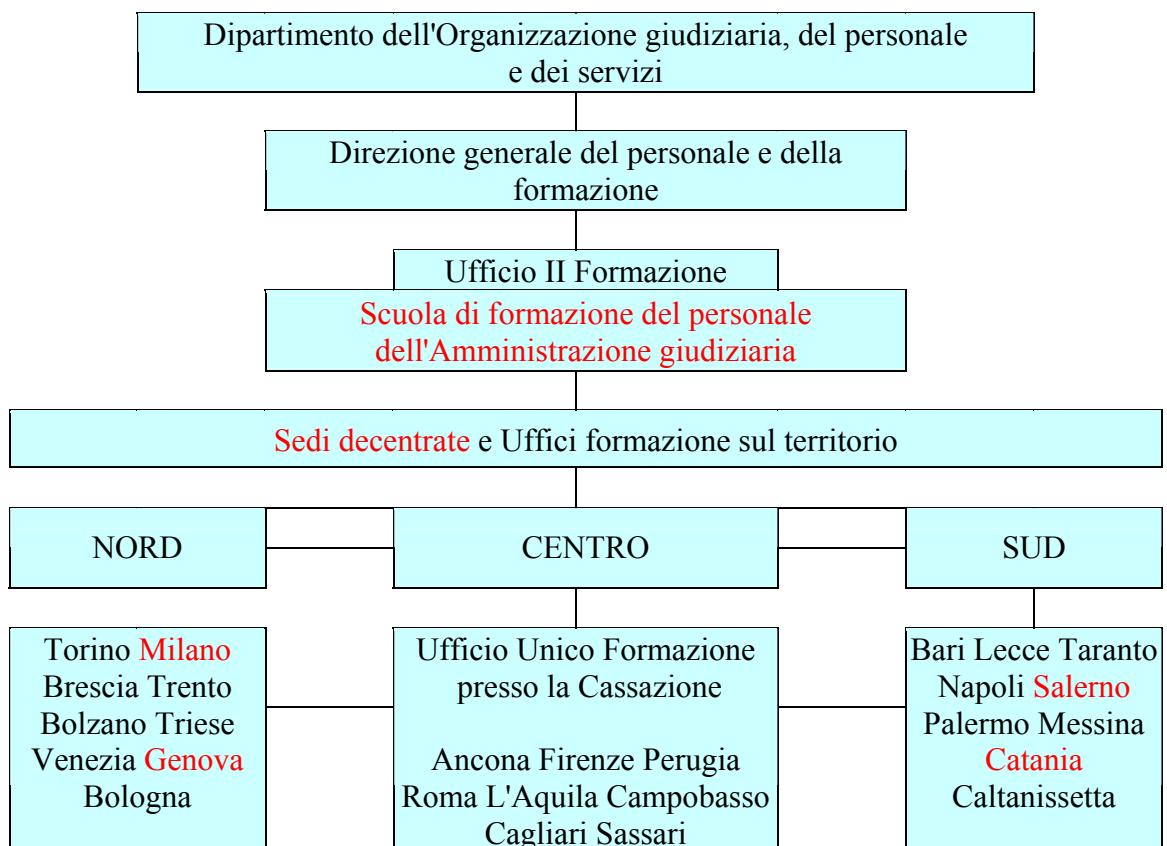 Dipartimento dell'Organizzazione giudiziaria, del personale
e dei servizi
Direzione generale del personale e della
formazione
Ufficio II Formazione
Scuola di formazione del personale
dell'Amministrazione giudiziaria
Sedi decentrate e Uffici formazione sul territorio
NORD
CENTRO
SUD
Torino Milano
Brescia Trento
Bolzano Triese
Venezia Genova
Bologna
Ufficio Unico Formazione
presso la Cassazione
Ancona Firenze Perugia
Roma L'Aquila Campobasso
Cagliari Sassari
Bari Lecce Taranto
Napoli Salerno
Palermo Messina
Catania
Caltanissetta